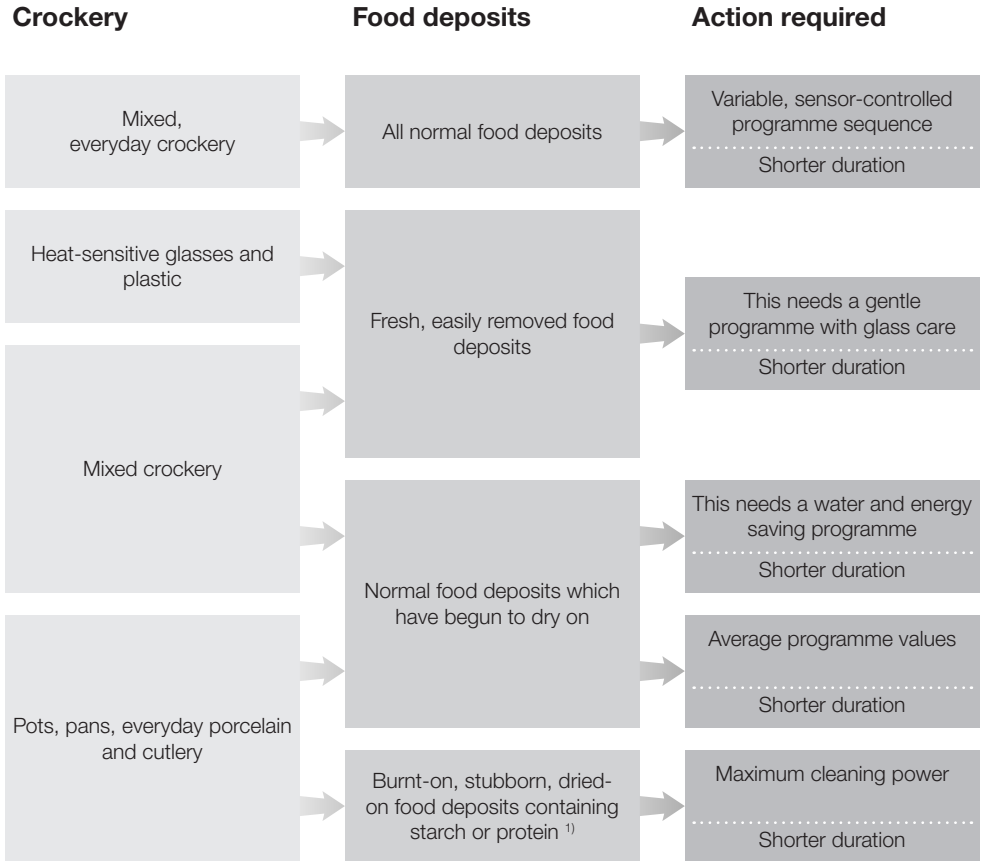 Crockery
Food deposits
Action required
Mixed,
everyday crockery
All normal food deposits
Variable, sensor-controlled
programme sequence
Shorter duration
Heat-sensitive glasses and
plastic
Fresh, easily removed food
deposits
This needs a gentle
programme with glass care
Shorter duration
Mixed crockery
Normal food deposits which
have begun to dry on
This needs a water and energy
saving programme
Shorter duration
Average programme values
Shorter duration
Pots, pans, everyday porcelain
and cutlery
Burnt-on, stubborn, dried-
on food deposits containing
starch or protein 1)
Maximum cleaning power
Shorter duration